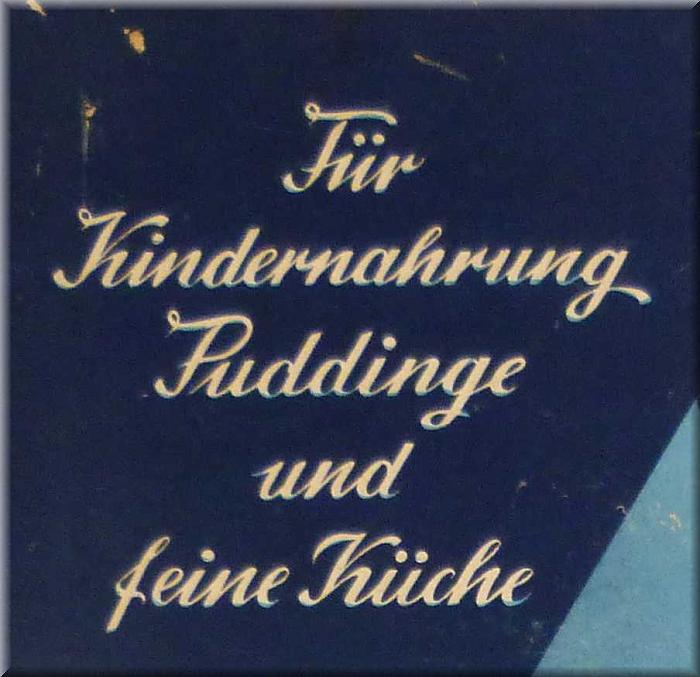 Für
Kindernahrung
Puddinge
und
feine Küche